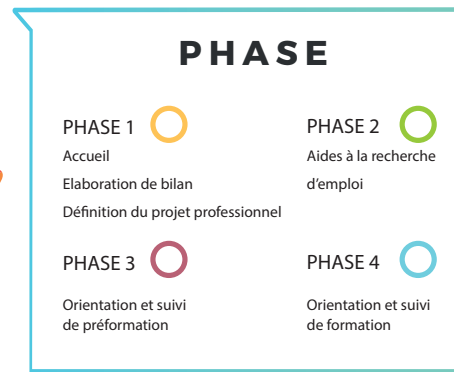 PHASE
PHASE 1
Accueil
Elaboration de bilan
Définition du projet professionnel
PHASE 2
Aides à la recherche
d’emploi
PHASE 3
Orientation et suivi
de préformation
PHASE 4
Orientation et suivi
de formation